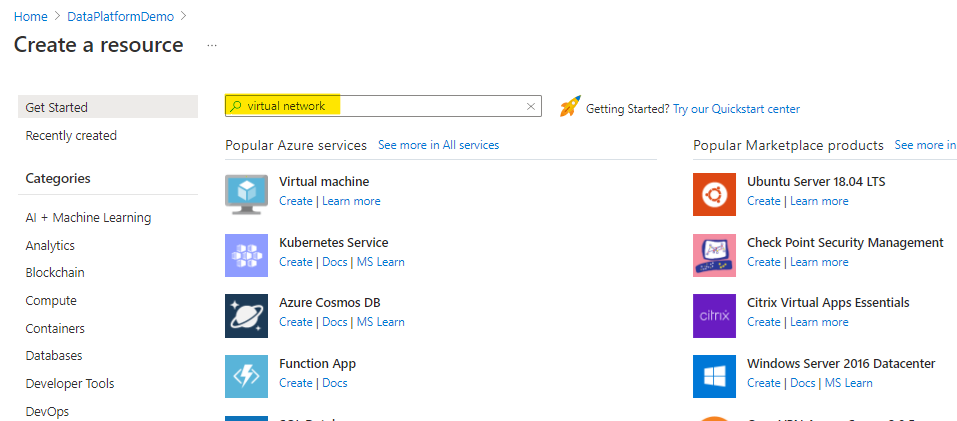 Home > DataPlatformDemo >
Create a resource ...
Get Started
Recently created
Categories
AI + Machine Learning
Analytics
Blockchain
Compute
Containers
Databases
Developer Tools
DevOps
virtual network
Getting Started? Try our Quickstart center
Popular Azure services See more in All services
Virtual machine
Create | Learn more
Kubernetes Service
Create | Docs | MS Learn
Azure Cosmos DB
Create | Docs | MS Learn
Function App
Create | Docs
Popular Marketplace products See more in
Ubuntu Server 18.04 LTS
Create | Learn more
Check Point Security Management
Create | Learn more
citrix
Citrix Virtual Apps Essentials
Create | Learn more
Windows Server 2016 Datacenter
Create | Docs | MS Learn